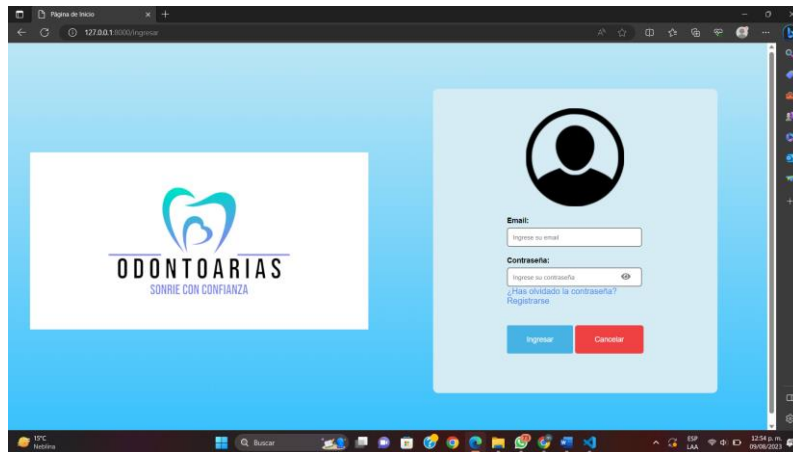 Página de Inicio
127.0.0.1:8000/ingresar
ODONTOARIAS
SONRIE CON CONFIANZA
Email:
Ingrese su email
Contraseña:
Ingrese su contraseña
¿Has olvidado la contraseña?
Registrarse
Ingresar Cancelar
15°C
Neblina
Buscar
ESP
LAA
12:54 p. m.
09/08/2023